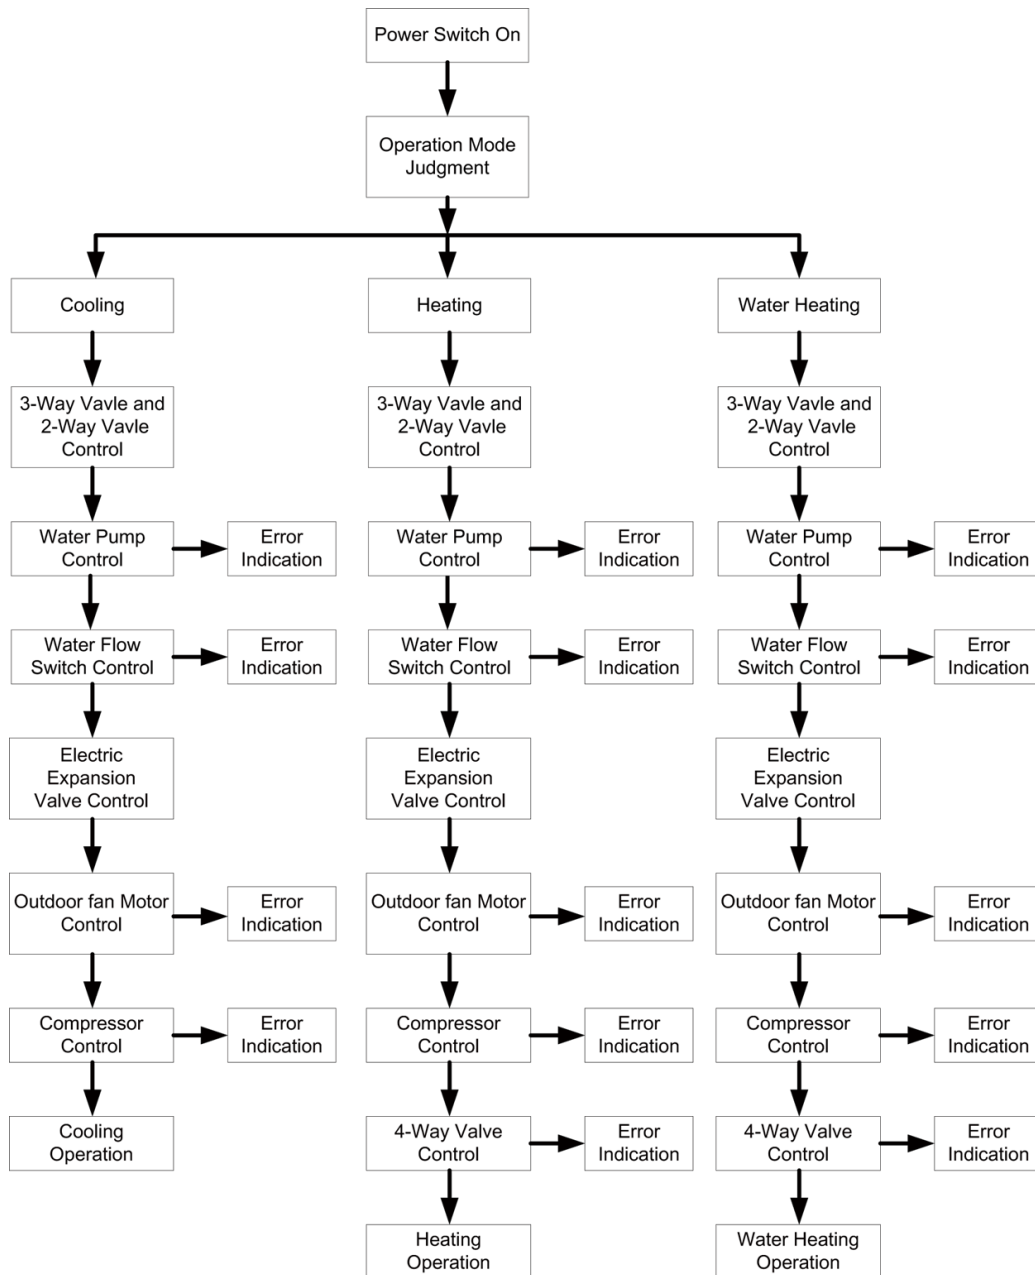 Power Switch On
Operation Mode
Judgment
Cooling
Heating
Water Heating
3-Way Vavle and
2-Way Vavle
Control
3-Way Vavle and
2-Way Vavle
Control
3-Way Vavle and
2-Way Vavle
Control
Water Pump
Control
Error
Indication
Water Pump
Control
Error
Indication
Water Pump
Control
Error
Indication
Water Flow
Switch Control
Error
Indication
Water Flow
Switch Control
Error
Indication
Water Flow
Switch Control
Error
Indication
Electric
Expansion
Valve Control
Electric
Expansion
Valve Control
Electric
Expansion
Valve Control
Outdoor fan Motor
Control
Error
Indication
Outdoor fan Motor
Control
Error
Indication
Outdoor fan Motor
Control
Error
Indication
Compressor
Control
Error
Indication
Compressor
Control
Error
Indication
Compressor
Control
Error
Indication
Cooling
Operation
4-Way Valve
Control
Error
Indication
4-Way Valve
Control
Error
Indication
Heating
Operation
Water Heating
Operation